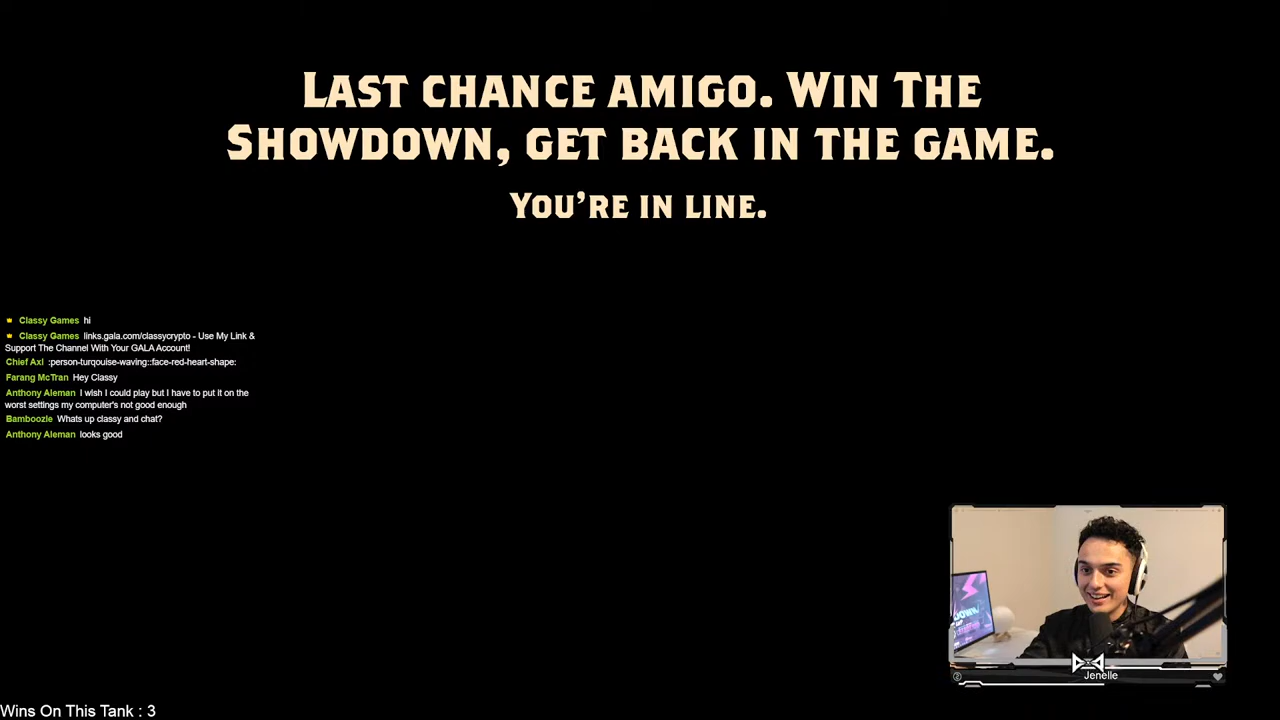 Last chance amigo. Win The
Showdown, get back in the game.
You're in line.
Classy Games hi
Classy Games links.gala.com/classycrypto - Use My Link &
Support The Channel With Your GALA Account!
Chief Axl :person-turqouise-waving::face-red-heart-shape:
Farang McTran Hey Classy
Anthony Aleman I wish I could play but I have to put it on the
worst settings my computer's not good enough
Bamboozle Whats up classy and chat?
Anthony Aleman looks good
Jenelle
Wins On This Tank : 3